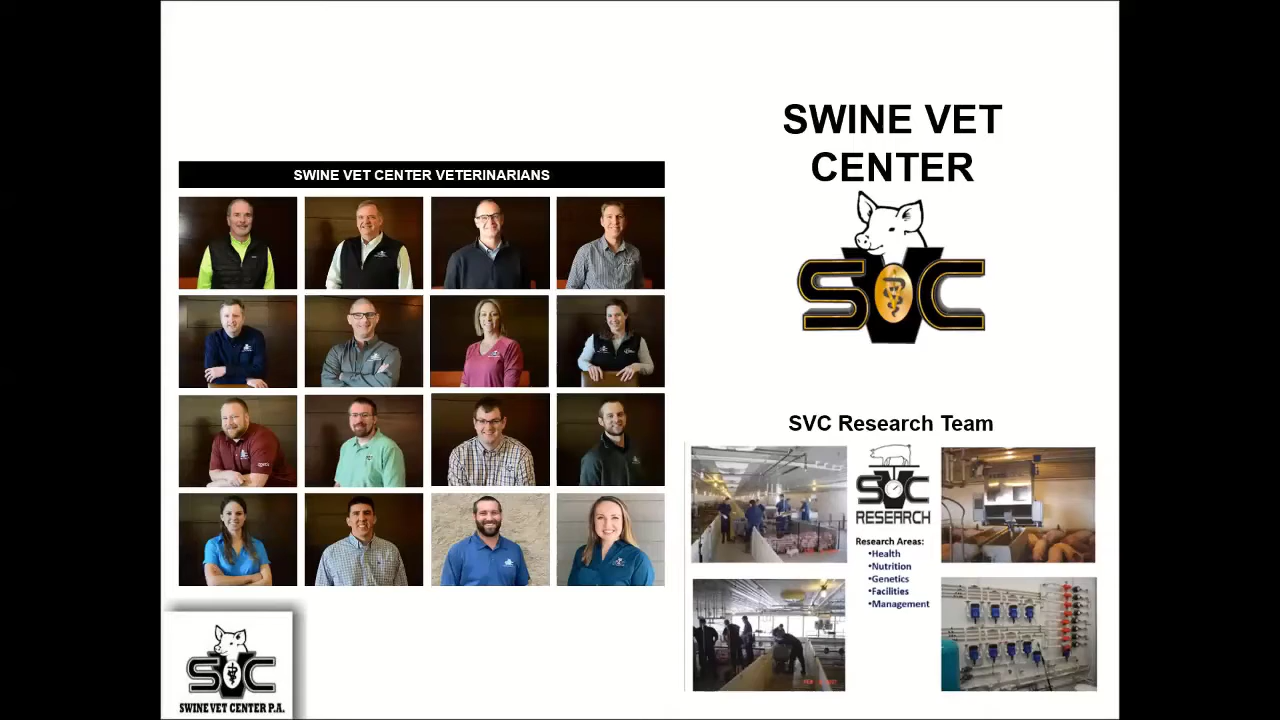 SWINE VET
CENTER
SWINE VET CENTER VETERINARIANS
SVC
SVC Research Team
SVC
RESEARCH
Research Areas:
•Health
•Nutrition
•Genetics
•Facilities
•Management
SVC
SWINE VET CENTER P.A.